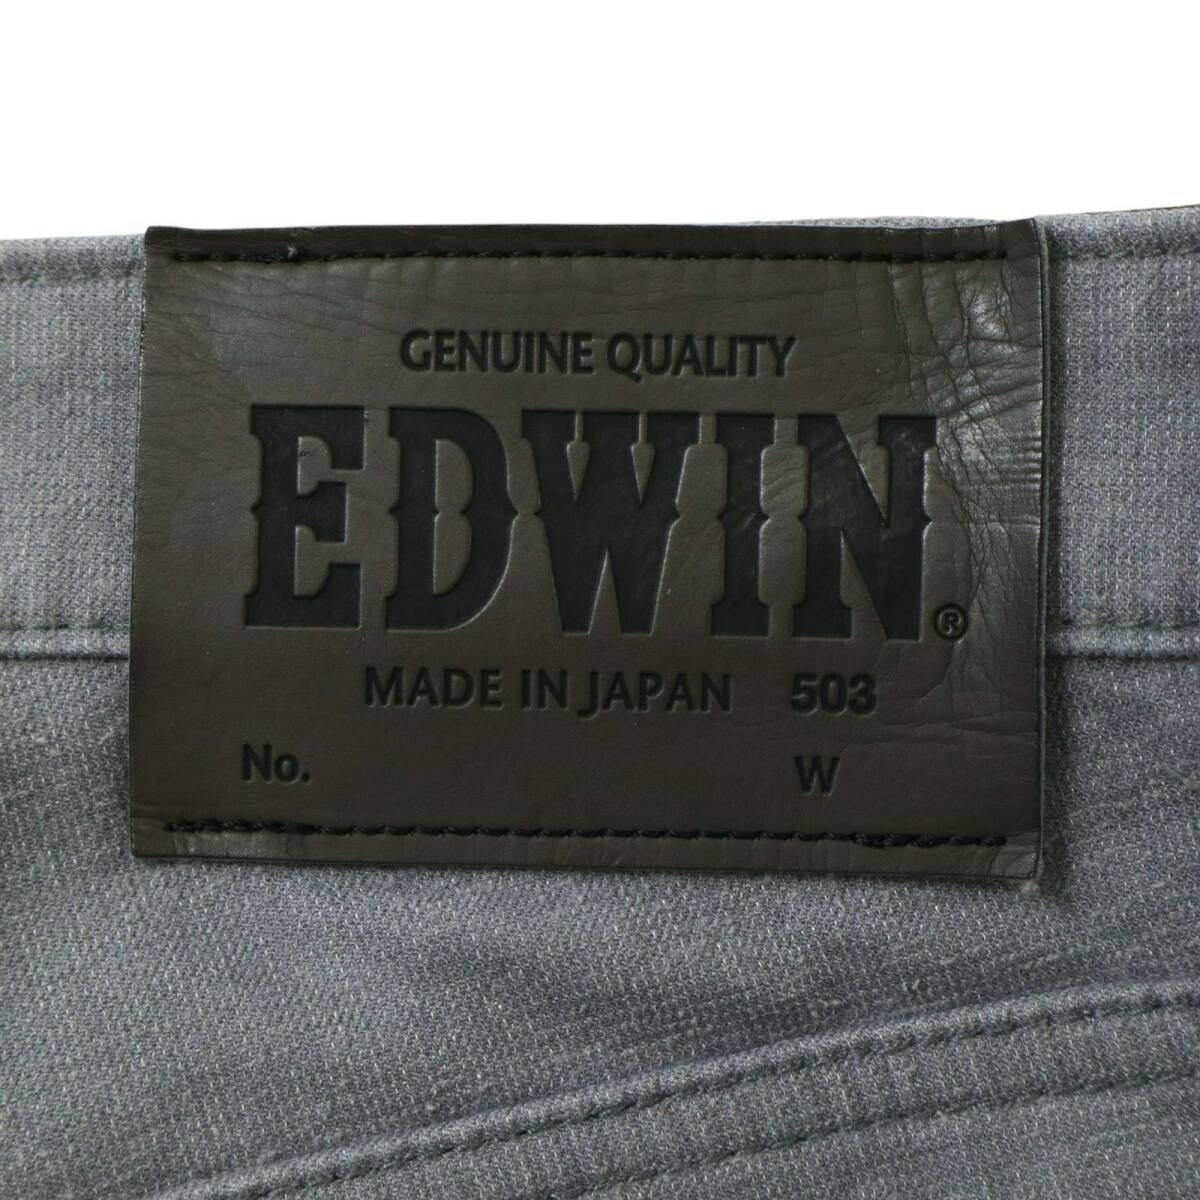 GENUINE QUALITY
EDWIN®
MADE IN JAPAN 503
No. W